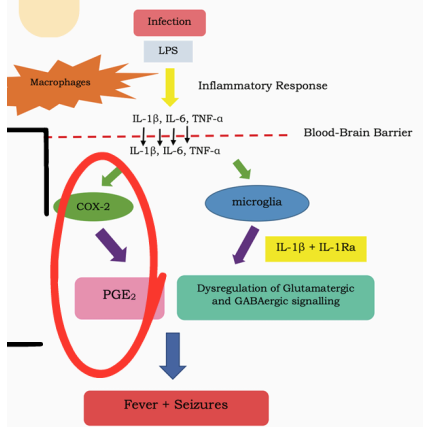 Infection
LPS
Macrophages
Inflammatory Response
IL-1β, IL-6, TNF-α
Blood-Brain Barrier
IL-1β, IL-6, TNF-α
COX-2
microglia
IL-1β + IL-1Ra
PGE₂
Dysregulation of Glutamatergic
and GABAergic signalling
Fever + Seizures